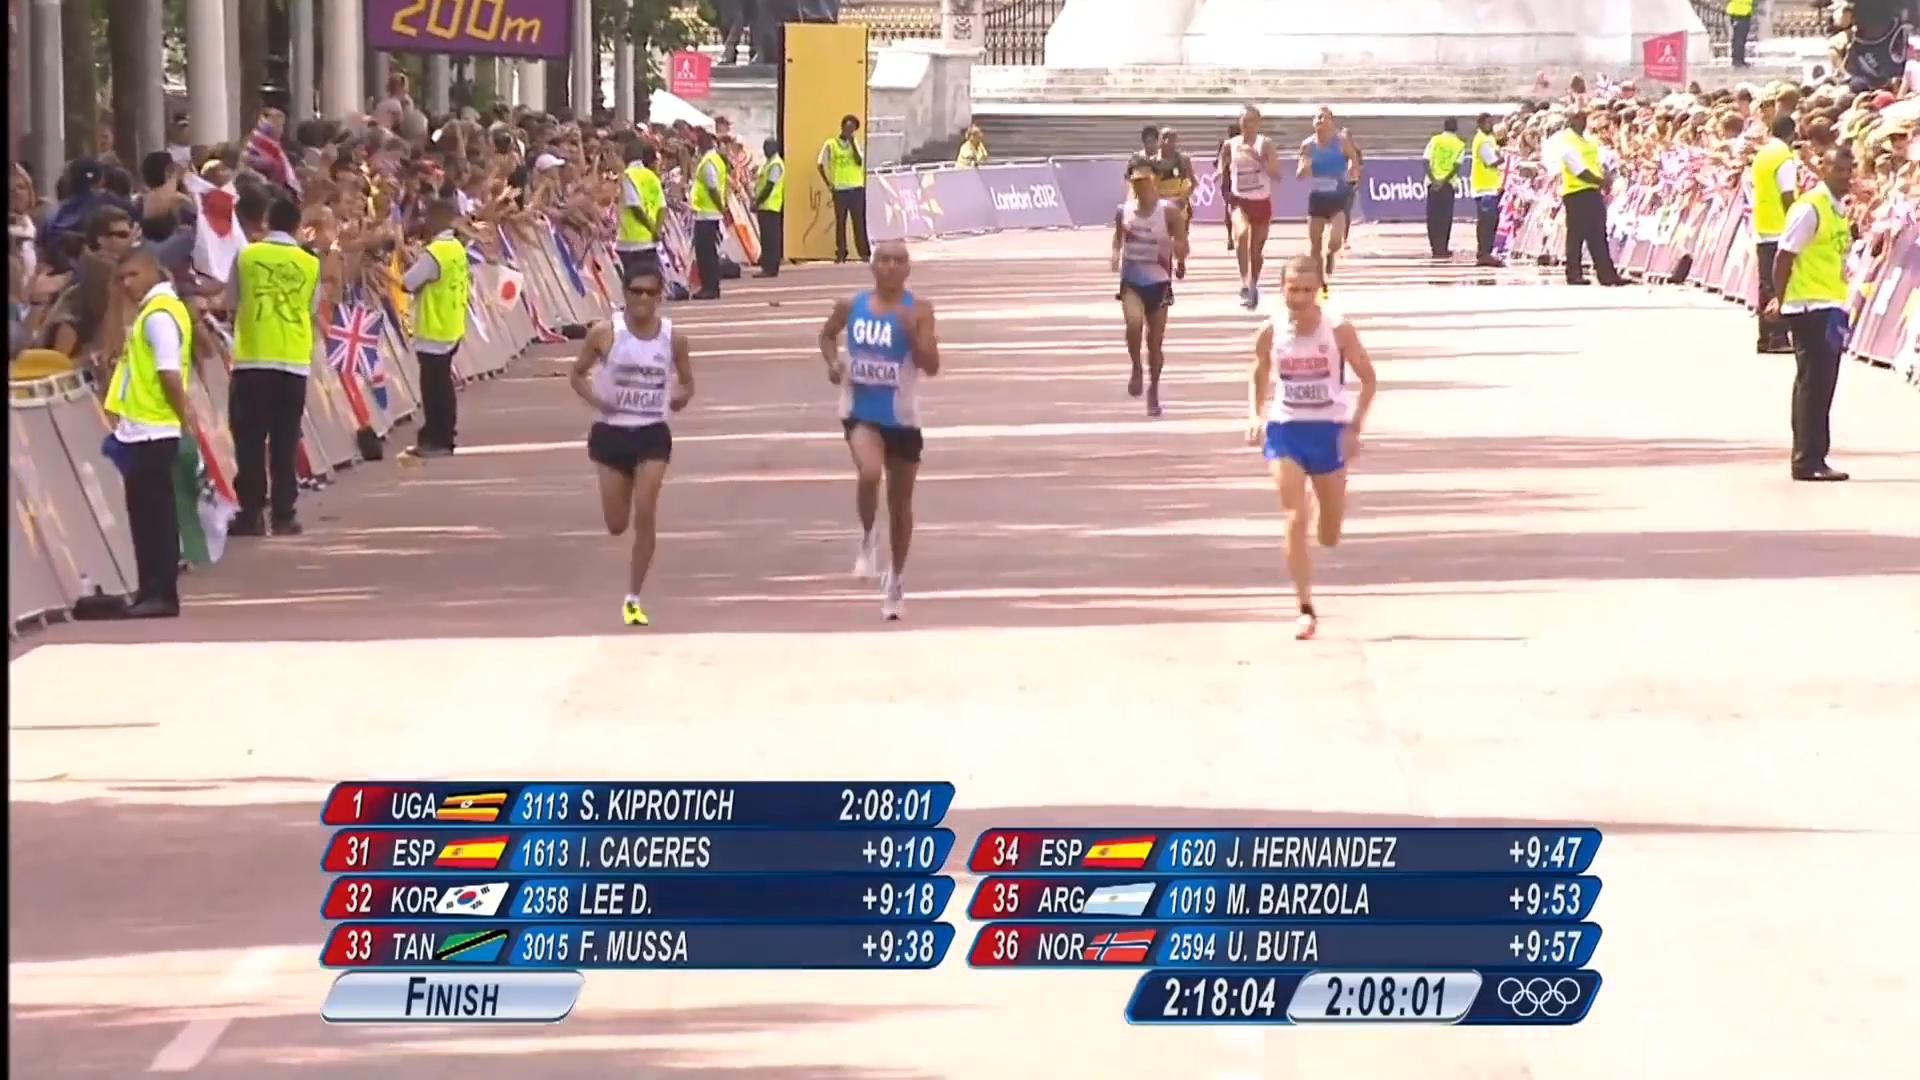 200m
London 2012
London 2012
GUA
GARCIA
VARGAS
1 UGA 3113 S. KIPROTICH 2:08:01
31 ESP 1613 I. CACERES +9:10
32 KOR 2358 LEE D. +9:18
33 TAN 3015 F. MUSSA +9:38
34 ESP 1620 J. HERNANDEZ +9:47
35 ARG 1019 M. BARZOLA +9:53
36 NOR 2594 U. BUTA +9:57
FINISH
2:18:04 2:08:01